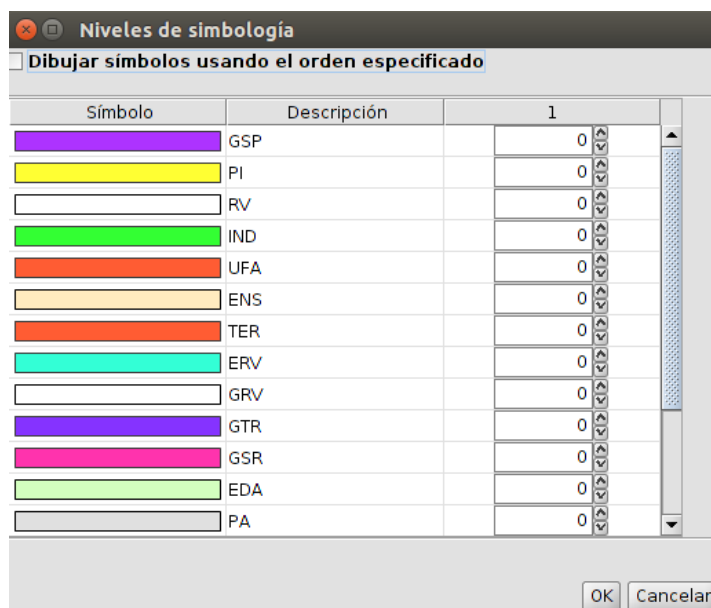 Niveles de simbología
Dibujar símbolos usando el orden especificado
Símbolo Descripción 1
GSP 0
PI 0
RV 0
IND 0
UFA 0
ENS 0
TER 0
ERV 0
GRV 0
GTR 0
GSR 0
EDA 0
PA 0
OK Cancelar